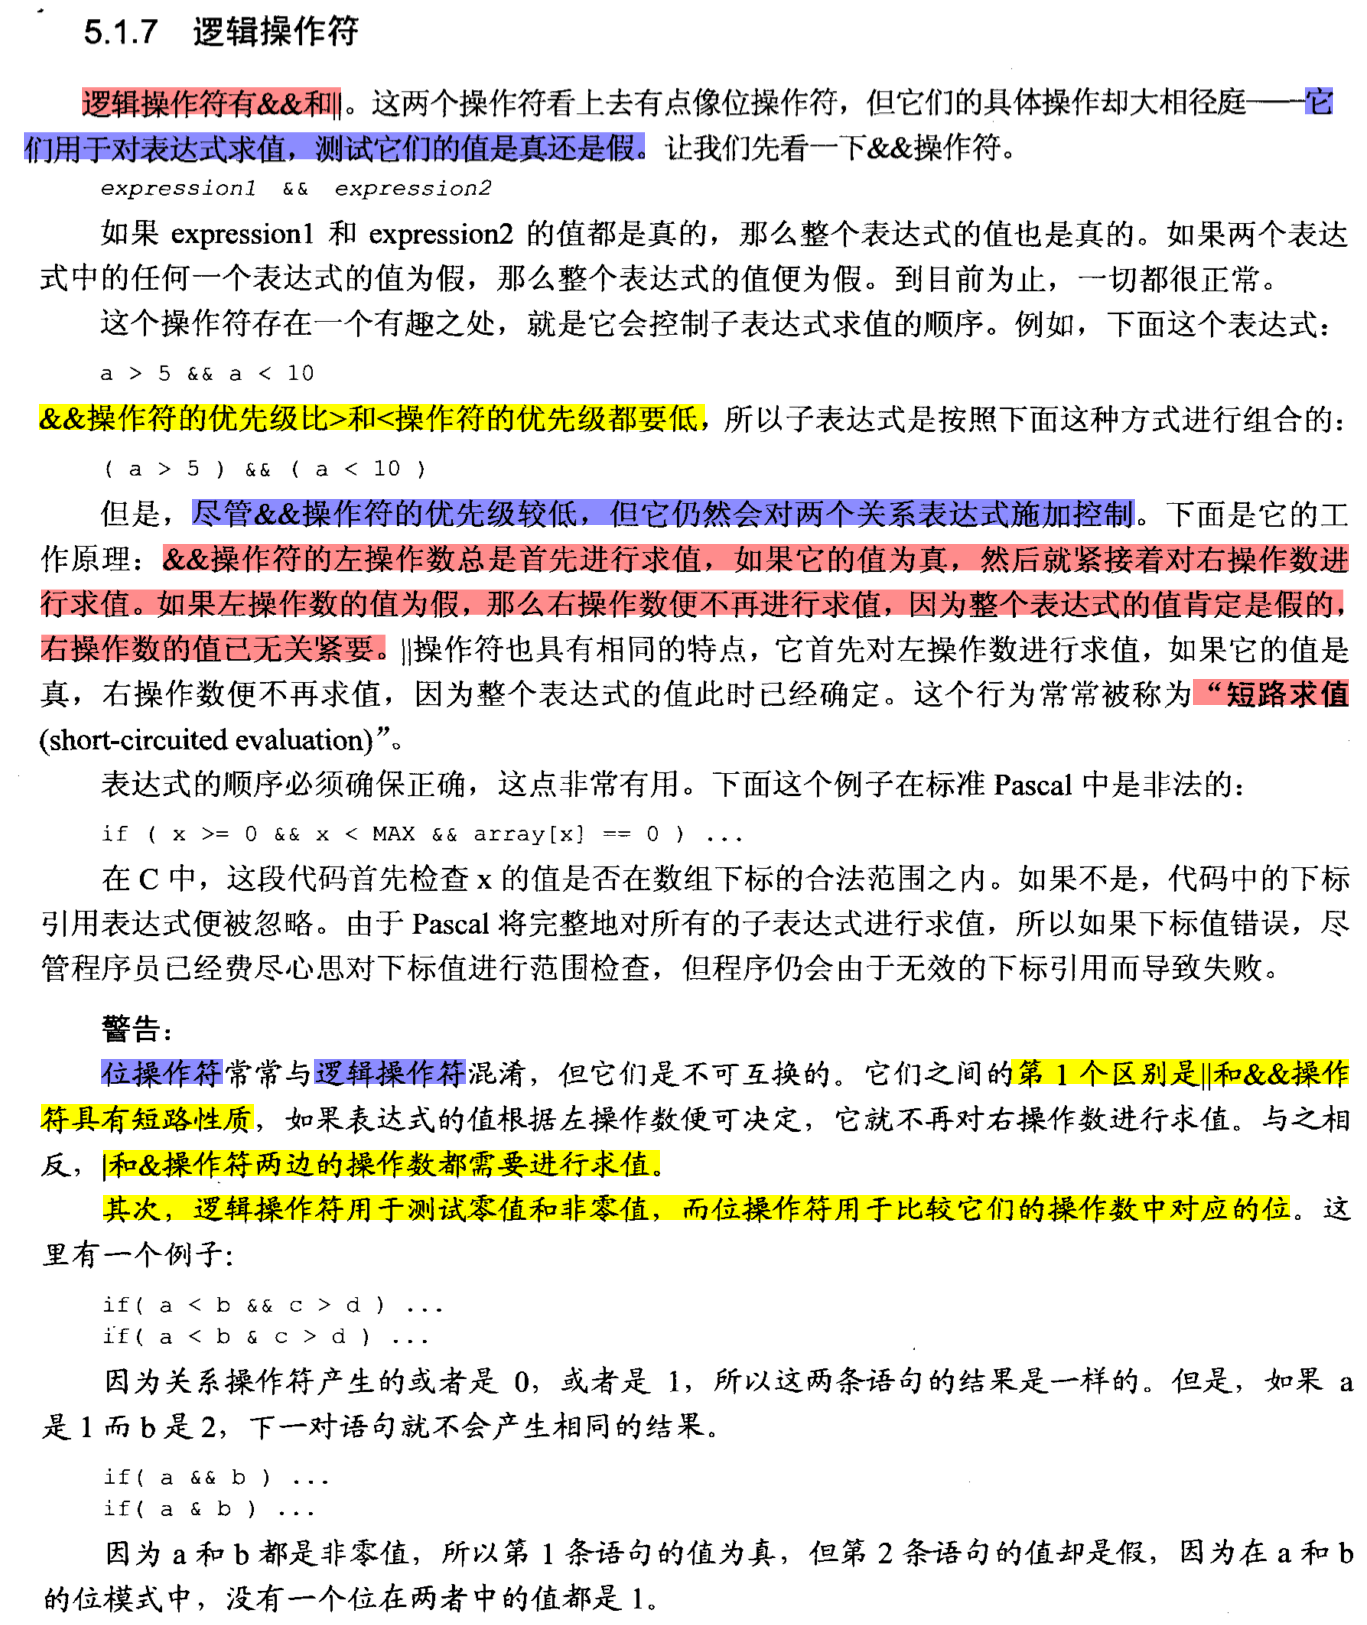 5.1.7 逻辑操作符
逻辑操作符有&&和||。这两个操作符看上去有点像位操作符，但它们的具体操作却大相径庭——它
们用于对表达式求值，测试它们的值是真还是假。让我们先看一下&&操作符。
expression1 && expression2
如果 expression1 和 expression2 的值都是真的，那么整个表达式的值也是真的。如果两个表达
式中的任何一个表达式的值为假，那么整个表达式的值便为假。到目前为止，一切都很正常。
这个操作符存在一个有趣之处，就是它会控制子表达式求值的顺序。例如，下面这个表达式：
a > 5 && a < 10
&&操作符的优先级比>和<操作符的优先级都要低，所以子表达式是按照下面这种方式进行组合的：
( a > 5 ) && ( a < 10 )
但是，尽管&&操作符的优先级较低，但它仍然会对两个关系表达式施加控制。下面是它的工
作原理：&&操作符的左操作数总是首先进行求值，如果它的值为真，然后就紧接着对右操作数进
行求值。如果左操作数的值为假，那么右操作数便不再进行求值，因为整个表达式的值肯定是假的，
右操作数的值已无关紧要。||操作符也具有相同的特点，它首先对左操作数进行求值，如果它的值是
真，右操作数便不再求值，因为整个表达式的值此时已经确定。这个行为常常被称为“短路求值
(short-circuited evaluation)”。
表达式的顺序必须确保正确，这点非常有用。下面这个例子在标准 Pascal 中是非法的：
if ( x >= 0 && x < MAX && array[x] == 0 ) ...
在 C 中，这段代码首先检查 x 的值是否在数组下标的合法范围之内。如果不是，代码中的下标
引用表达式便被忽略。由于 Pascal 将完整地对所有的子表达式进行求值，所以如果下标值错误，尽
管程序员已经费尽心思对下标值进行范围检查，但程序仍会由于无效的下标引用而导致失败。
警告：
位操作符常常与逻辑操作符混淆，但它们是不可互换的。它们之间的第 1 个区别是||和&&操作
符具有短路性质，如果表达式的值根据左操作数便可决定，它就不再对右操作数进行求值。与之相
反，|和&操作符两边的操作数都需要进行求值。
其次，逻辑操作符用于测试零值和非零值，而位操作符用于比较它们的操作数中对应的位。这
里有一个例子：
if( a < b && c > d ) ...
if( a < b & c > d ) ...
因为关系操作符产生的或者是 0，或者是 1，所以这两条语句的结果是一样的。但是，如果 a
是 1 而 b 是 2，下一对语句就不会产生相同的结果。
if( a && b ) ...
if( a & b ) ...
因为 a 和 b 都是非零值，所以第 1 条语句的值为真，但第 2 条语句的值却是假，因为在 a 和 b
的位模式中，没有一个位在两者中的值都是 1。